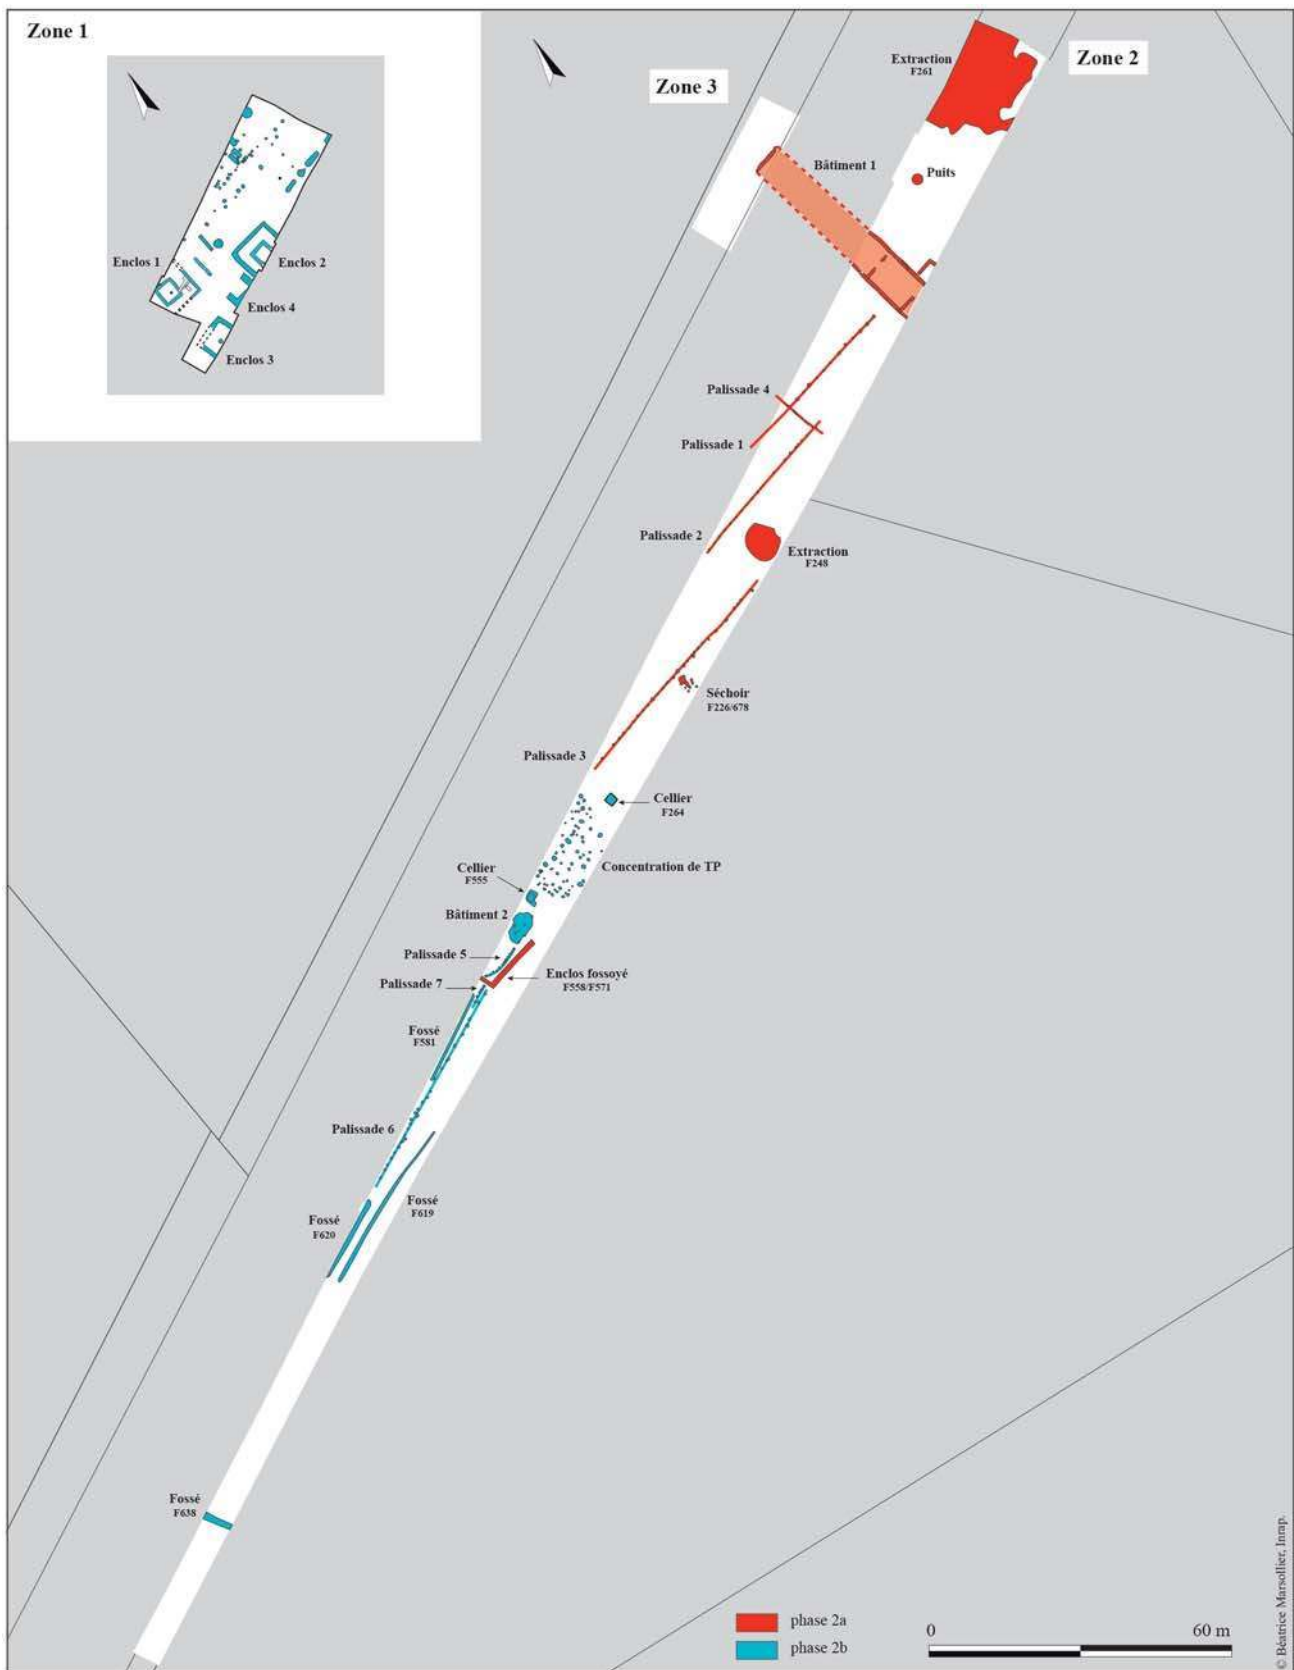 Zone 1
Enclos 1
Enclos 2
Enclos 4
Enclos 3
Zone 3
Zone 2
Extraction
F261
Bâtiment 1
Puits
Palissade 4
Palissade 1
Palissade 2
Extraction
F248
Séchoir
F226/678
Palissade 3
Cellier
F264
Concentration de TP
Cellier
F555
Bâtiment 2
Palissade 5
Enclos fossoyé
F558/F571
Palissade 7
Fossé
F581
Palissade 6
Fossé
F619
Fossé
F620
Fossé
F638
phase 2a
phase 2b
0 60 m
© Béatrice Marsollier, Inrap.